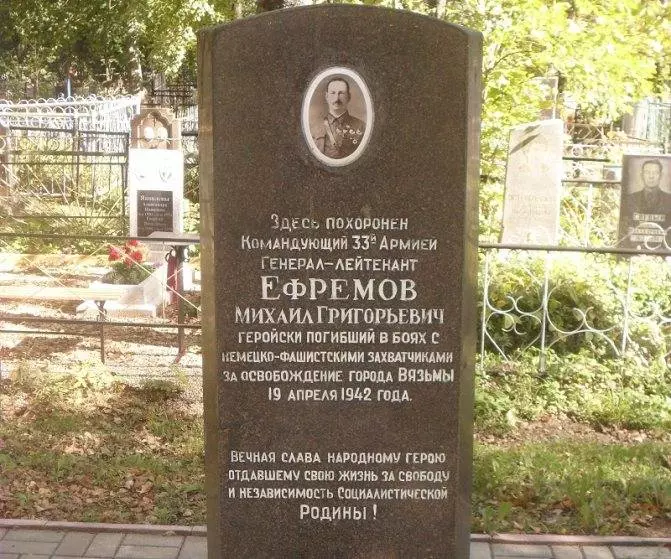 Здесь похоронен
Командующий 33й Армией
Генерал-лейтенант
Ефремов
Михаил Григорьевич
геройски погибший в боях с
немецко-фашистскими захватчиками
за освобождение города Вязьмы
19 апреля 1942 года.
Вечная слава народному герою
отдавшему свою жизнь за свободу
и независимость Социалистической
Родины!